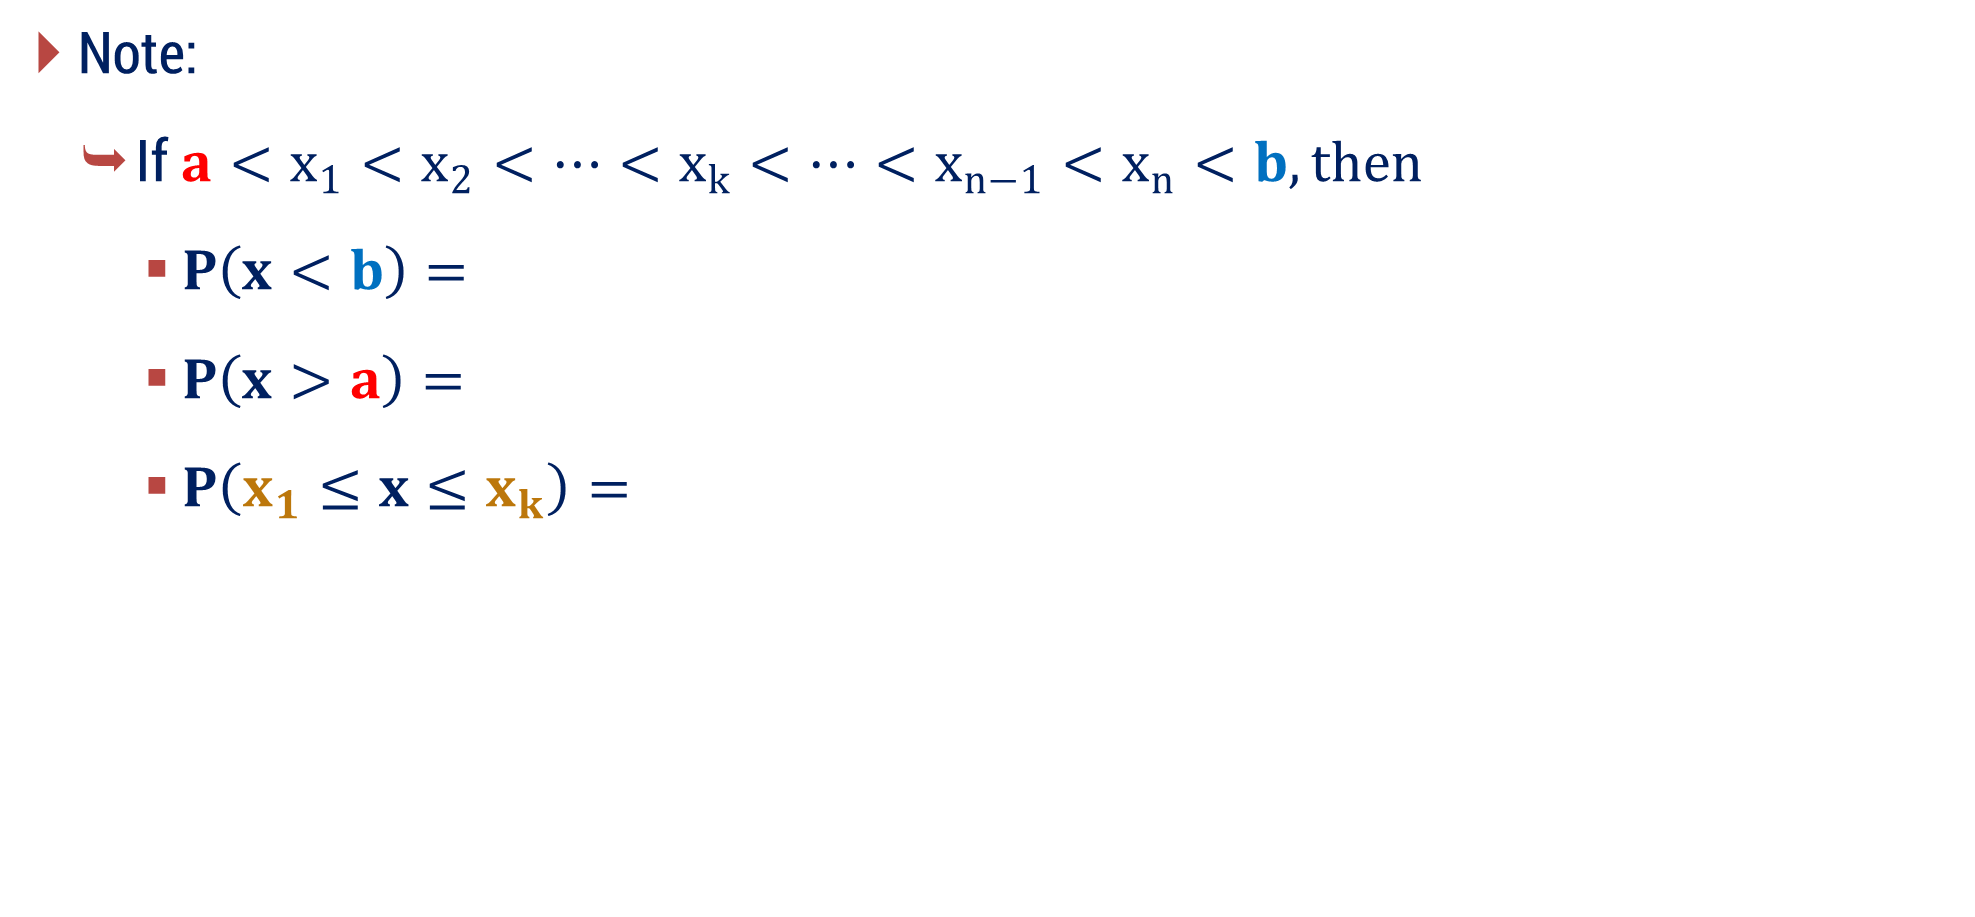 Note:
If a < x₁ < x₂ < ⋯ < xₖ < ⋯ < xₙ₋₁ < xₙ < b, then
P(x < b) =
P(x > a) =
P(x₁ ≤ x ≤ xₖ) =